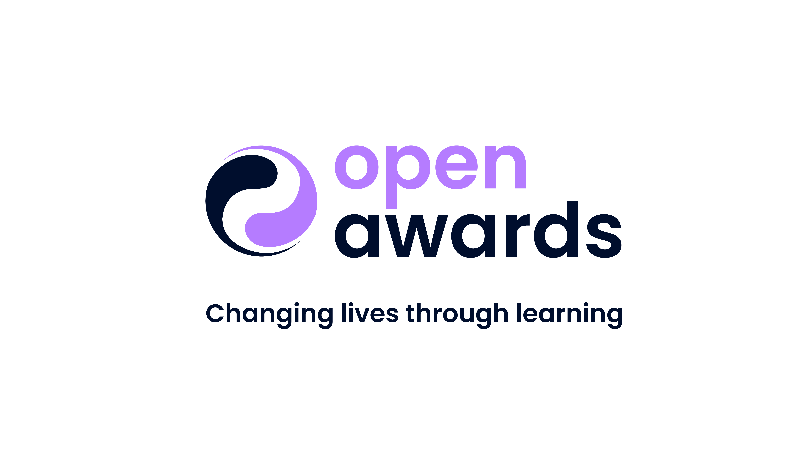 open
awards
Changing lives through learning